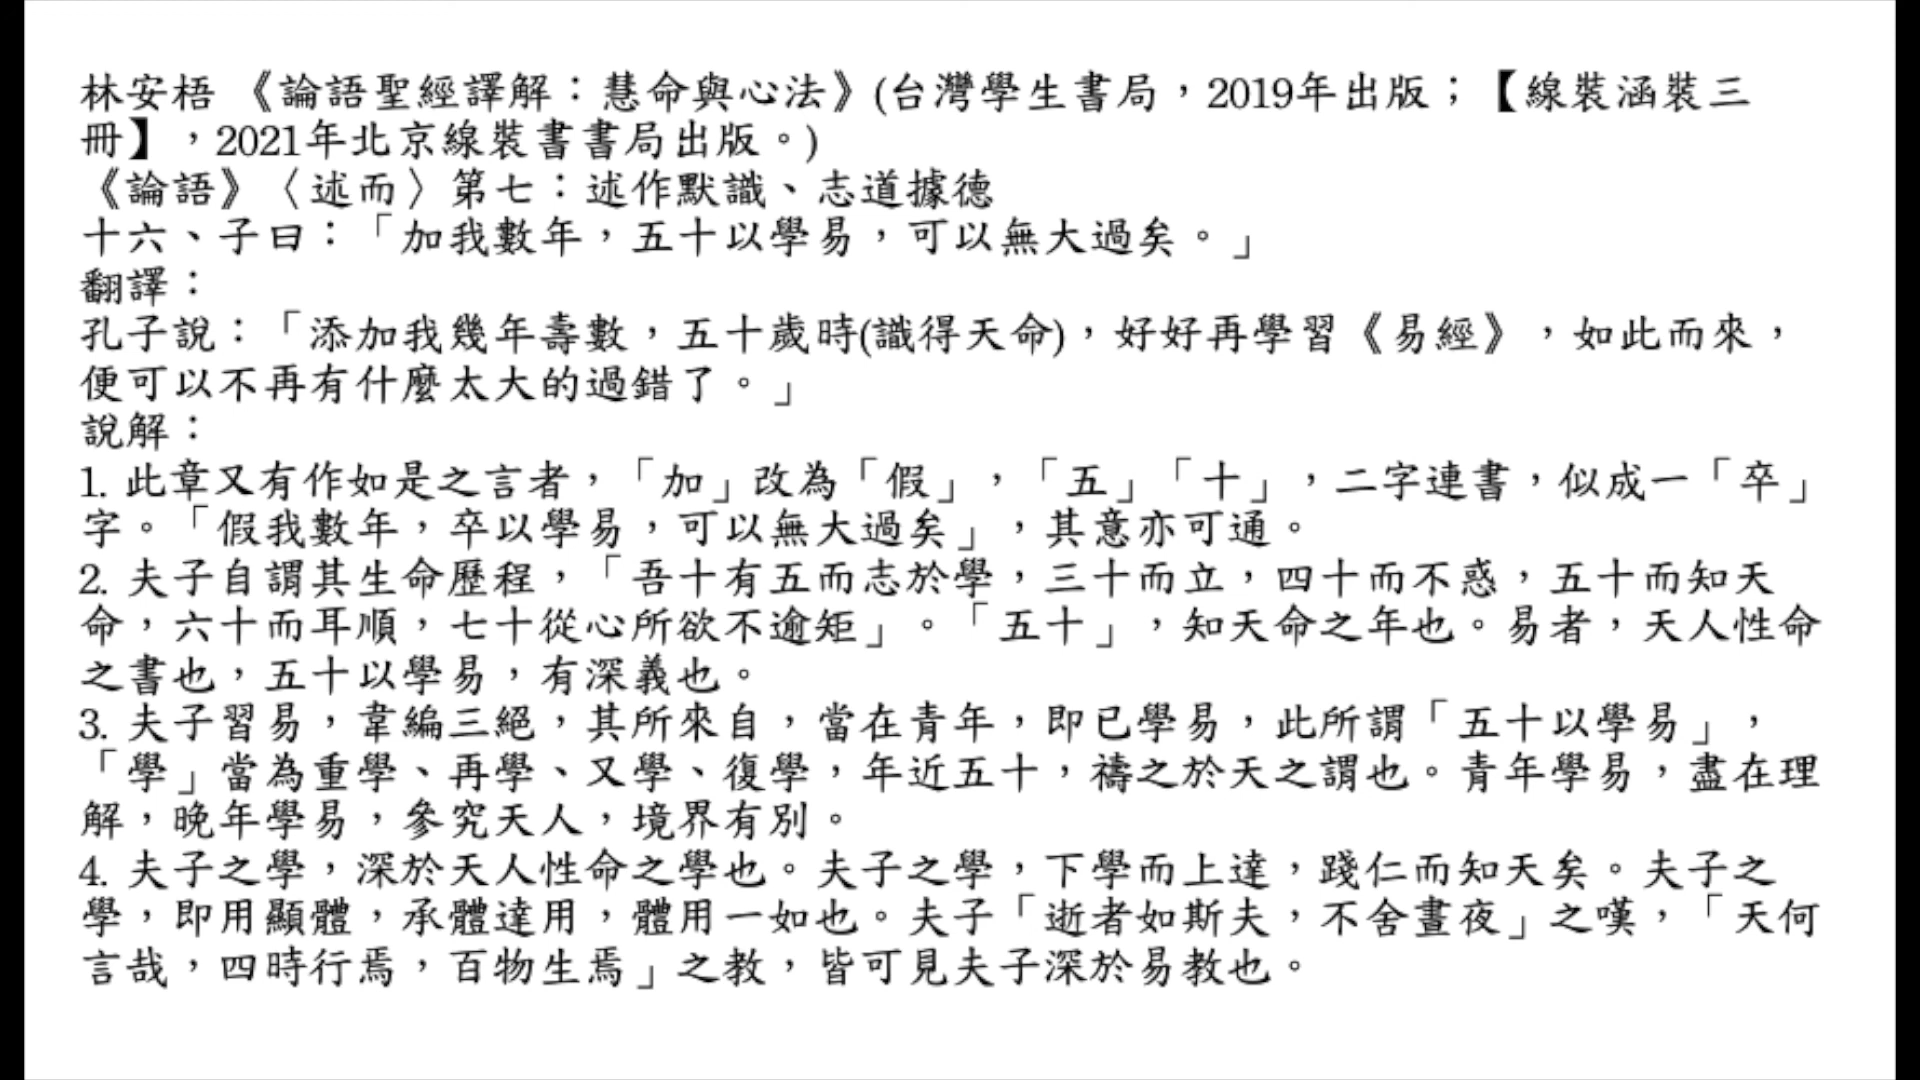 林安梧 《論語聖經譯解：慧命與心法》(台灣學生書局，2019年出版；【線裝涵裝三
冊】，2021年北京線裝書書局出版。)
《論語》〈述而〉第七：述作默識、志道據德
十六、子曰：「加我數年，五十以學易，可以無大過矣。」
翻譯：
孔子說：「添加我幾年壽數，五十歲時(識得天命)，好好再學習《易經》，如此而來，
便可以不再有什麼太大的過錯了。」
說解：
1. 此章又有作如是之言者，「加」改為「假」，「五」「十」，二字連書，似成一「卒」
字。「假我數年，卒以學易，可以無大過矣」，其意亦可通。
2. 夫子自謂其生命歷程，「吾十有五而志於學，三十而立，四十而不惑，五十而知天
命，六十而耳順，七十從心所欲不逾矩」。「五十」，知天命之年也。易者，天人性命
之書也，五十以學易，有深義也。
3. 夫子習易，韋編三絕，其所來自，當在青年，即已學易，此所謂「五十以學易」，
「學」當為重學、再學、又學、復學，年近五十，禱之於天之謂也。青年學易，盡在理
解，晚年學易，參究天人，境界有別。
4. 夫子之學，深於天人性命之學也。夫子之學，下學而上達，踐仁而知天矣。夫子之
學，即用顯體，承體達用，體用一如也。夫子「逝者如斯夫，不舍晝夜」之嘆，「天何
言哉，四時行焉，百物生焉」之教，皆可見夫子深於易教也。